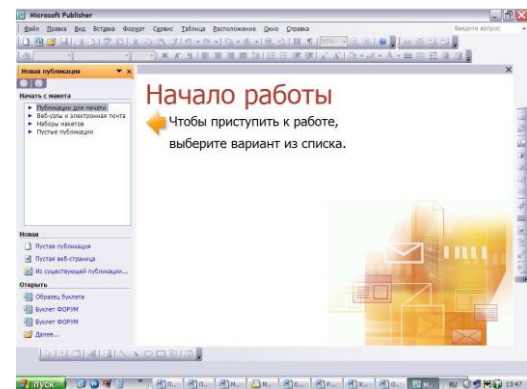 Microsoft Publisher
Файл Правка Вид Вставка Формат Сервис Таблица Расположение Окно Справка
Введите вопрос
Новая публикация
Начать с макета
Публикации для печати
Веб-узлы и электронная почта
Наборы макетов
Пустые публикации
Начало работы
Чтобы приступить к работе,
выберите вариант из списка.
Новая
Пустая публикация
Пустая веб-страница
Из существующей публикации...
Открыть
Образец буклета
Буклет ФОРУМ
Буклет ФОРУМ
Далее...
пуск
RU
13:47